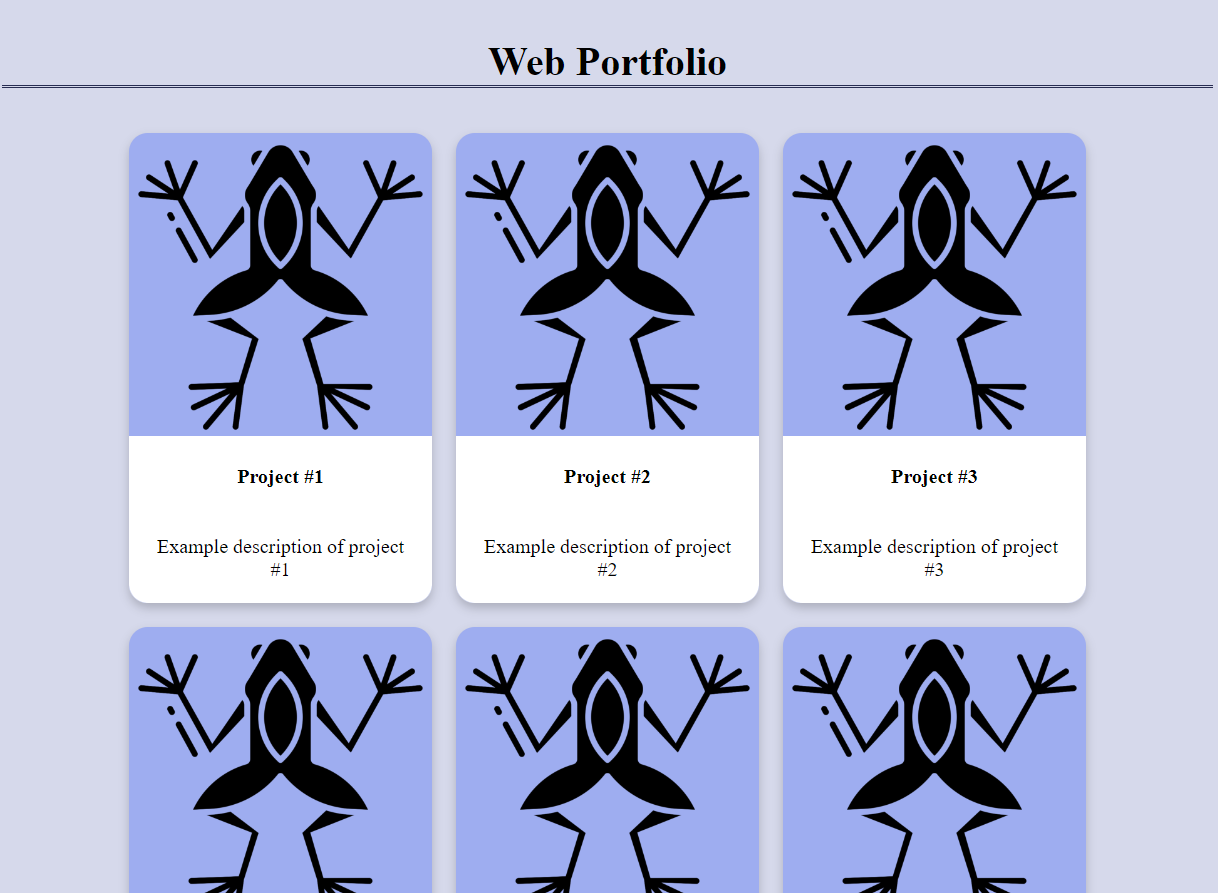 Web Portfolio
Project #1
Project #2
Project #3
Example description of project
#1
Example description of project
#2
Example description of project
#3